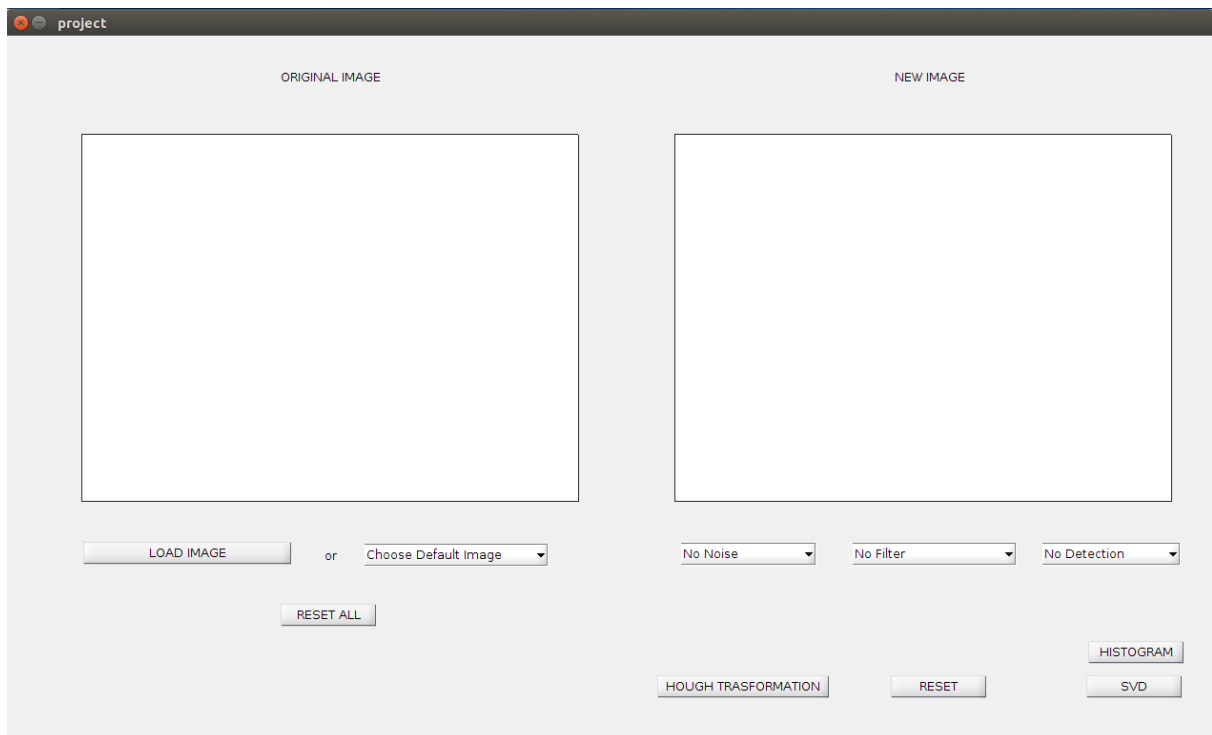 project
ORIGINAL IMAGE
NEW IMAGE
LOAD IMAGE
or
Choose Default Image
No Noise
No Filter
No Detection
RESET ALL
HISTOGRAM
HOUGH TRASFORMATION
RESET
SVD